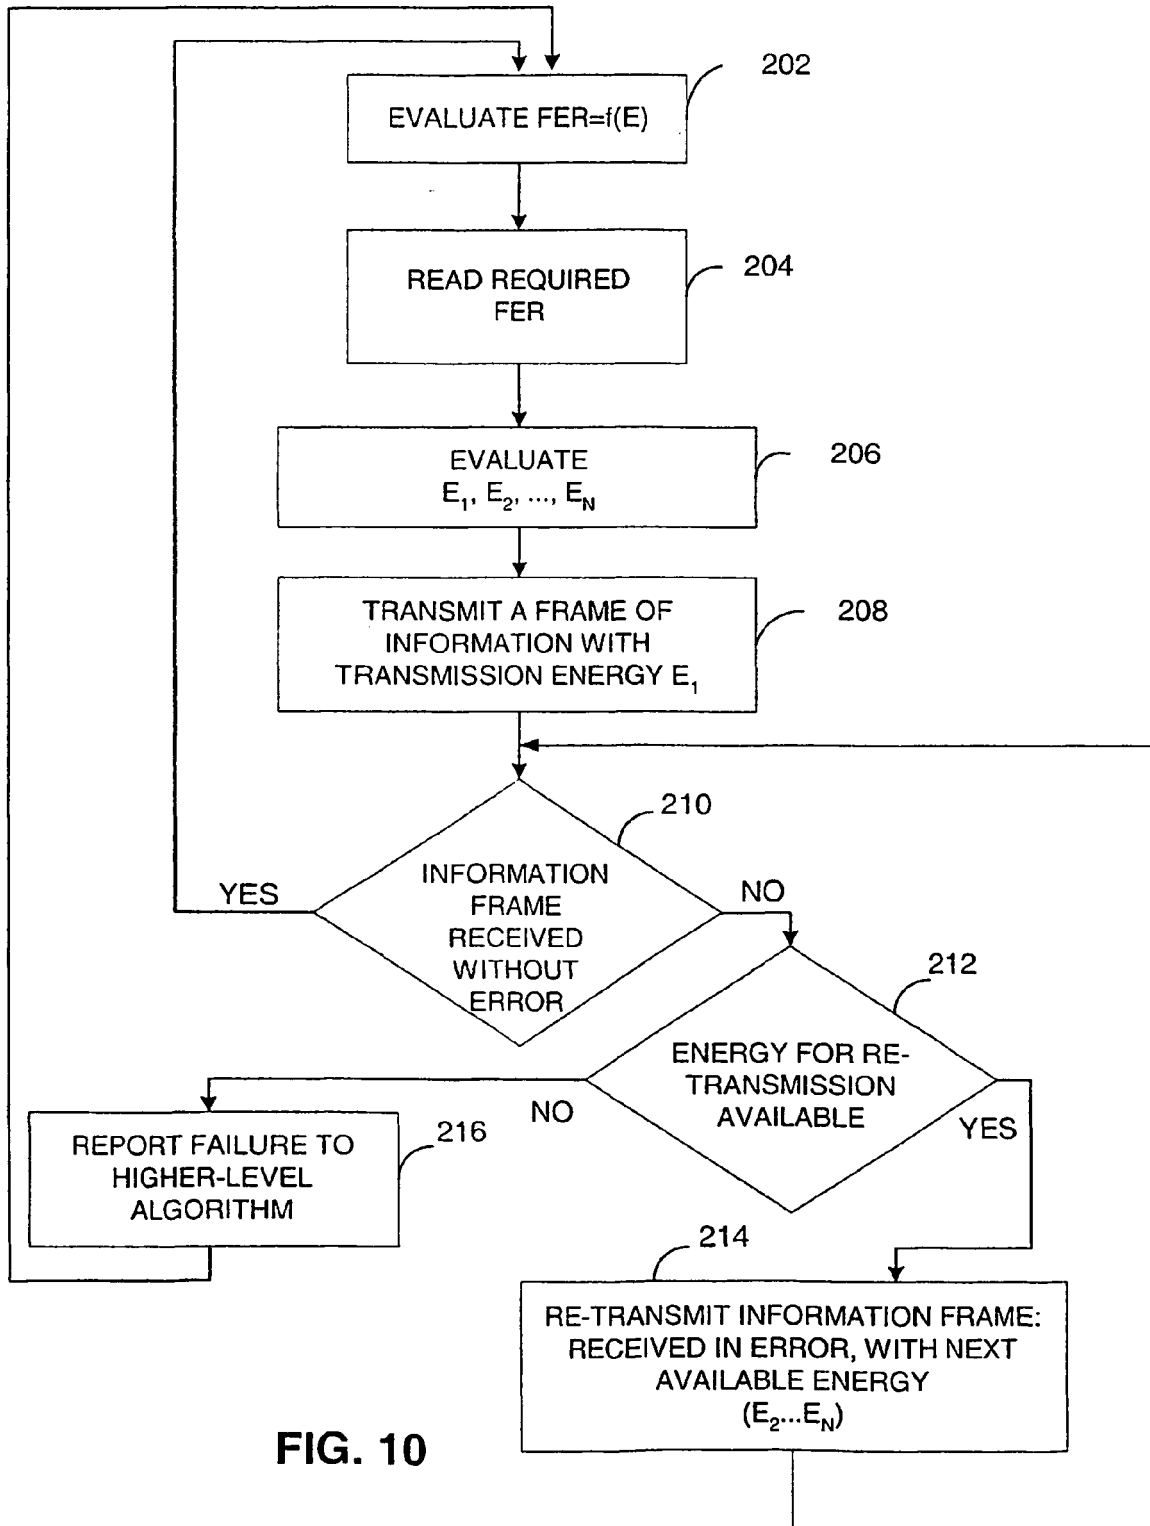 202
EVALUATE FER=f(E)
204
READ REQUIRED
FER
206
EVALUATE
E1, E2, ..., EN
208
TRANSMIT A FRAME OF
INFORMATION WITH
TRANSMISSION ENERGY E1
210
INFORMATION
FRAME
RECEIVED
WITHOUT
ERROR
YES
NO
212
ENERGY FOR RE-
TRANSMISSION
AVAILABLE
NO
YES
216
REPORT FAILURE TO
HIGHER-LEVEL
ALGORITHM
214
RE-TRANSMIT INFORMATION FRAME:
RECEIVED IN ERROR, WITH NEXT
AVAILABLE ENERGY
(E2...EN)
FIG. 10